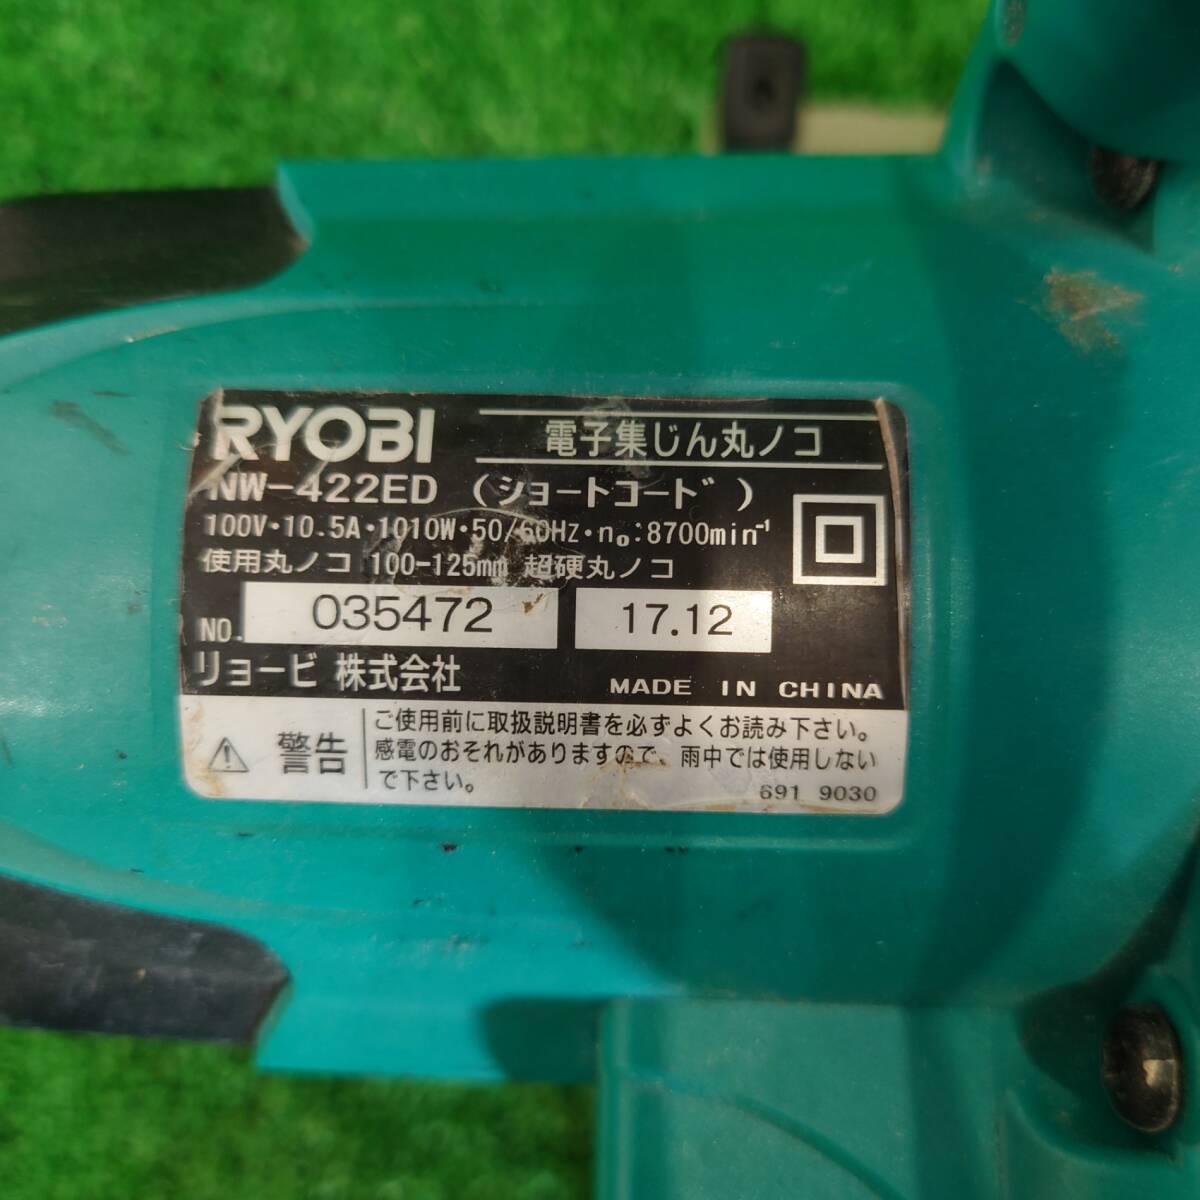 RYOBI
電子集じん丸ノコ
NW-422ED (ショートコード)
100V・10.5A・1010W・50/60Hz・n₀:8700min⁻¹
使用丸ノコ 100-125mm 超硬丸ノコ
NO. 035472 17.12
リョービ 株式会社 MADE IN CHINA
警告
ご使用前に取扱説明書を必ずよくお読み下さい。
感電のおそれがありますので、雨中では使用しない
で下さい。
691 9030